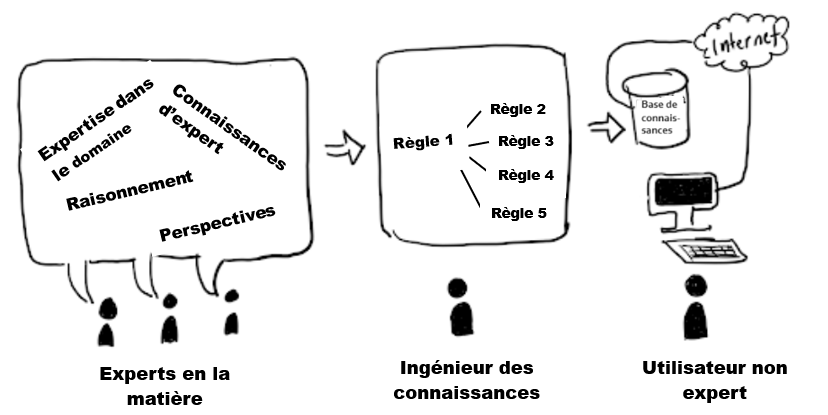 Expertise dans
le domaine
Connaissances
d'expert
Raisonnement
Perspectives
Experts en la
matière
Règle 1
Règle 2
Règle 3
Règle 4
Règle 5
Ingénieur des
connaissances
Internet
Base de
connais-
sances
Utilisateur non
expert